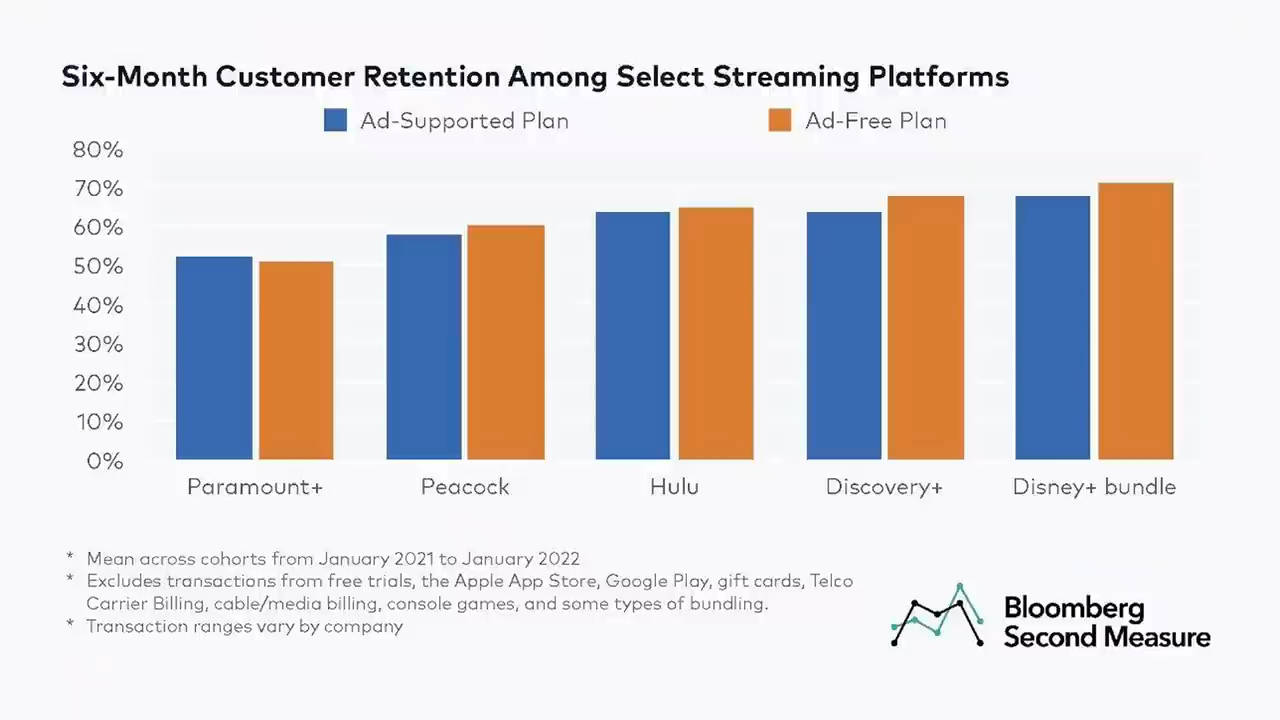 Six-Month Customer Retention Among Select Streaming Platforms
Ad-Supported Plan
Ad-Free Plan
80%
70%
60%
50%
40%
30%
20%
10%
0%
Paramount+
Peacock
Hulu
Discovery+
Disney+ bundle
* Mean across cohorts from January 2021 to January 2022
* Excludes transactions from free trials, the Apple App Store, Google Play, gift cards, Telco
Carrier Billing, cable/media billing, console games, and some types of bundling.
* Transaction ranges vary by company
Bloomberg
Second Measure